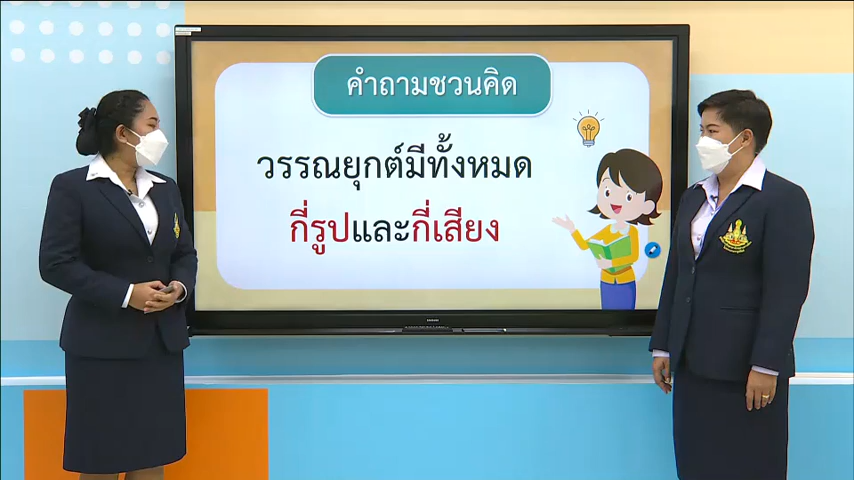 คำถามชวนคิด
วรรณยุกต์มีทั้งหมด
กี่รูปและกี่เสียง